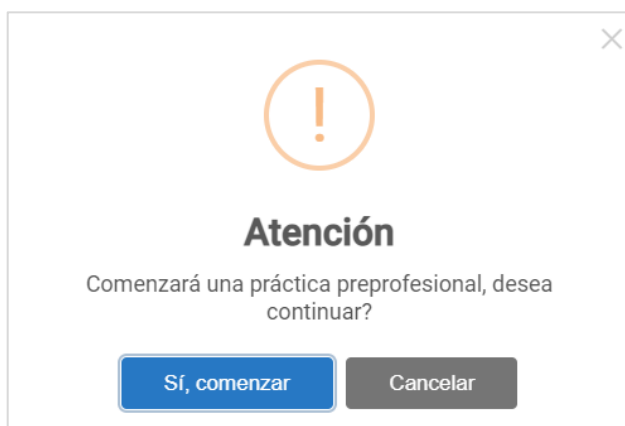 Atención
Comenzará una práctica preprofesional, desea
continuar?
Sí, comenzar
Cancelar